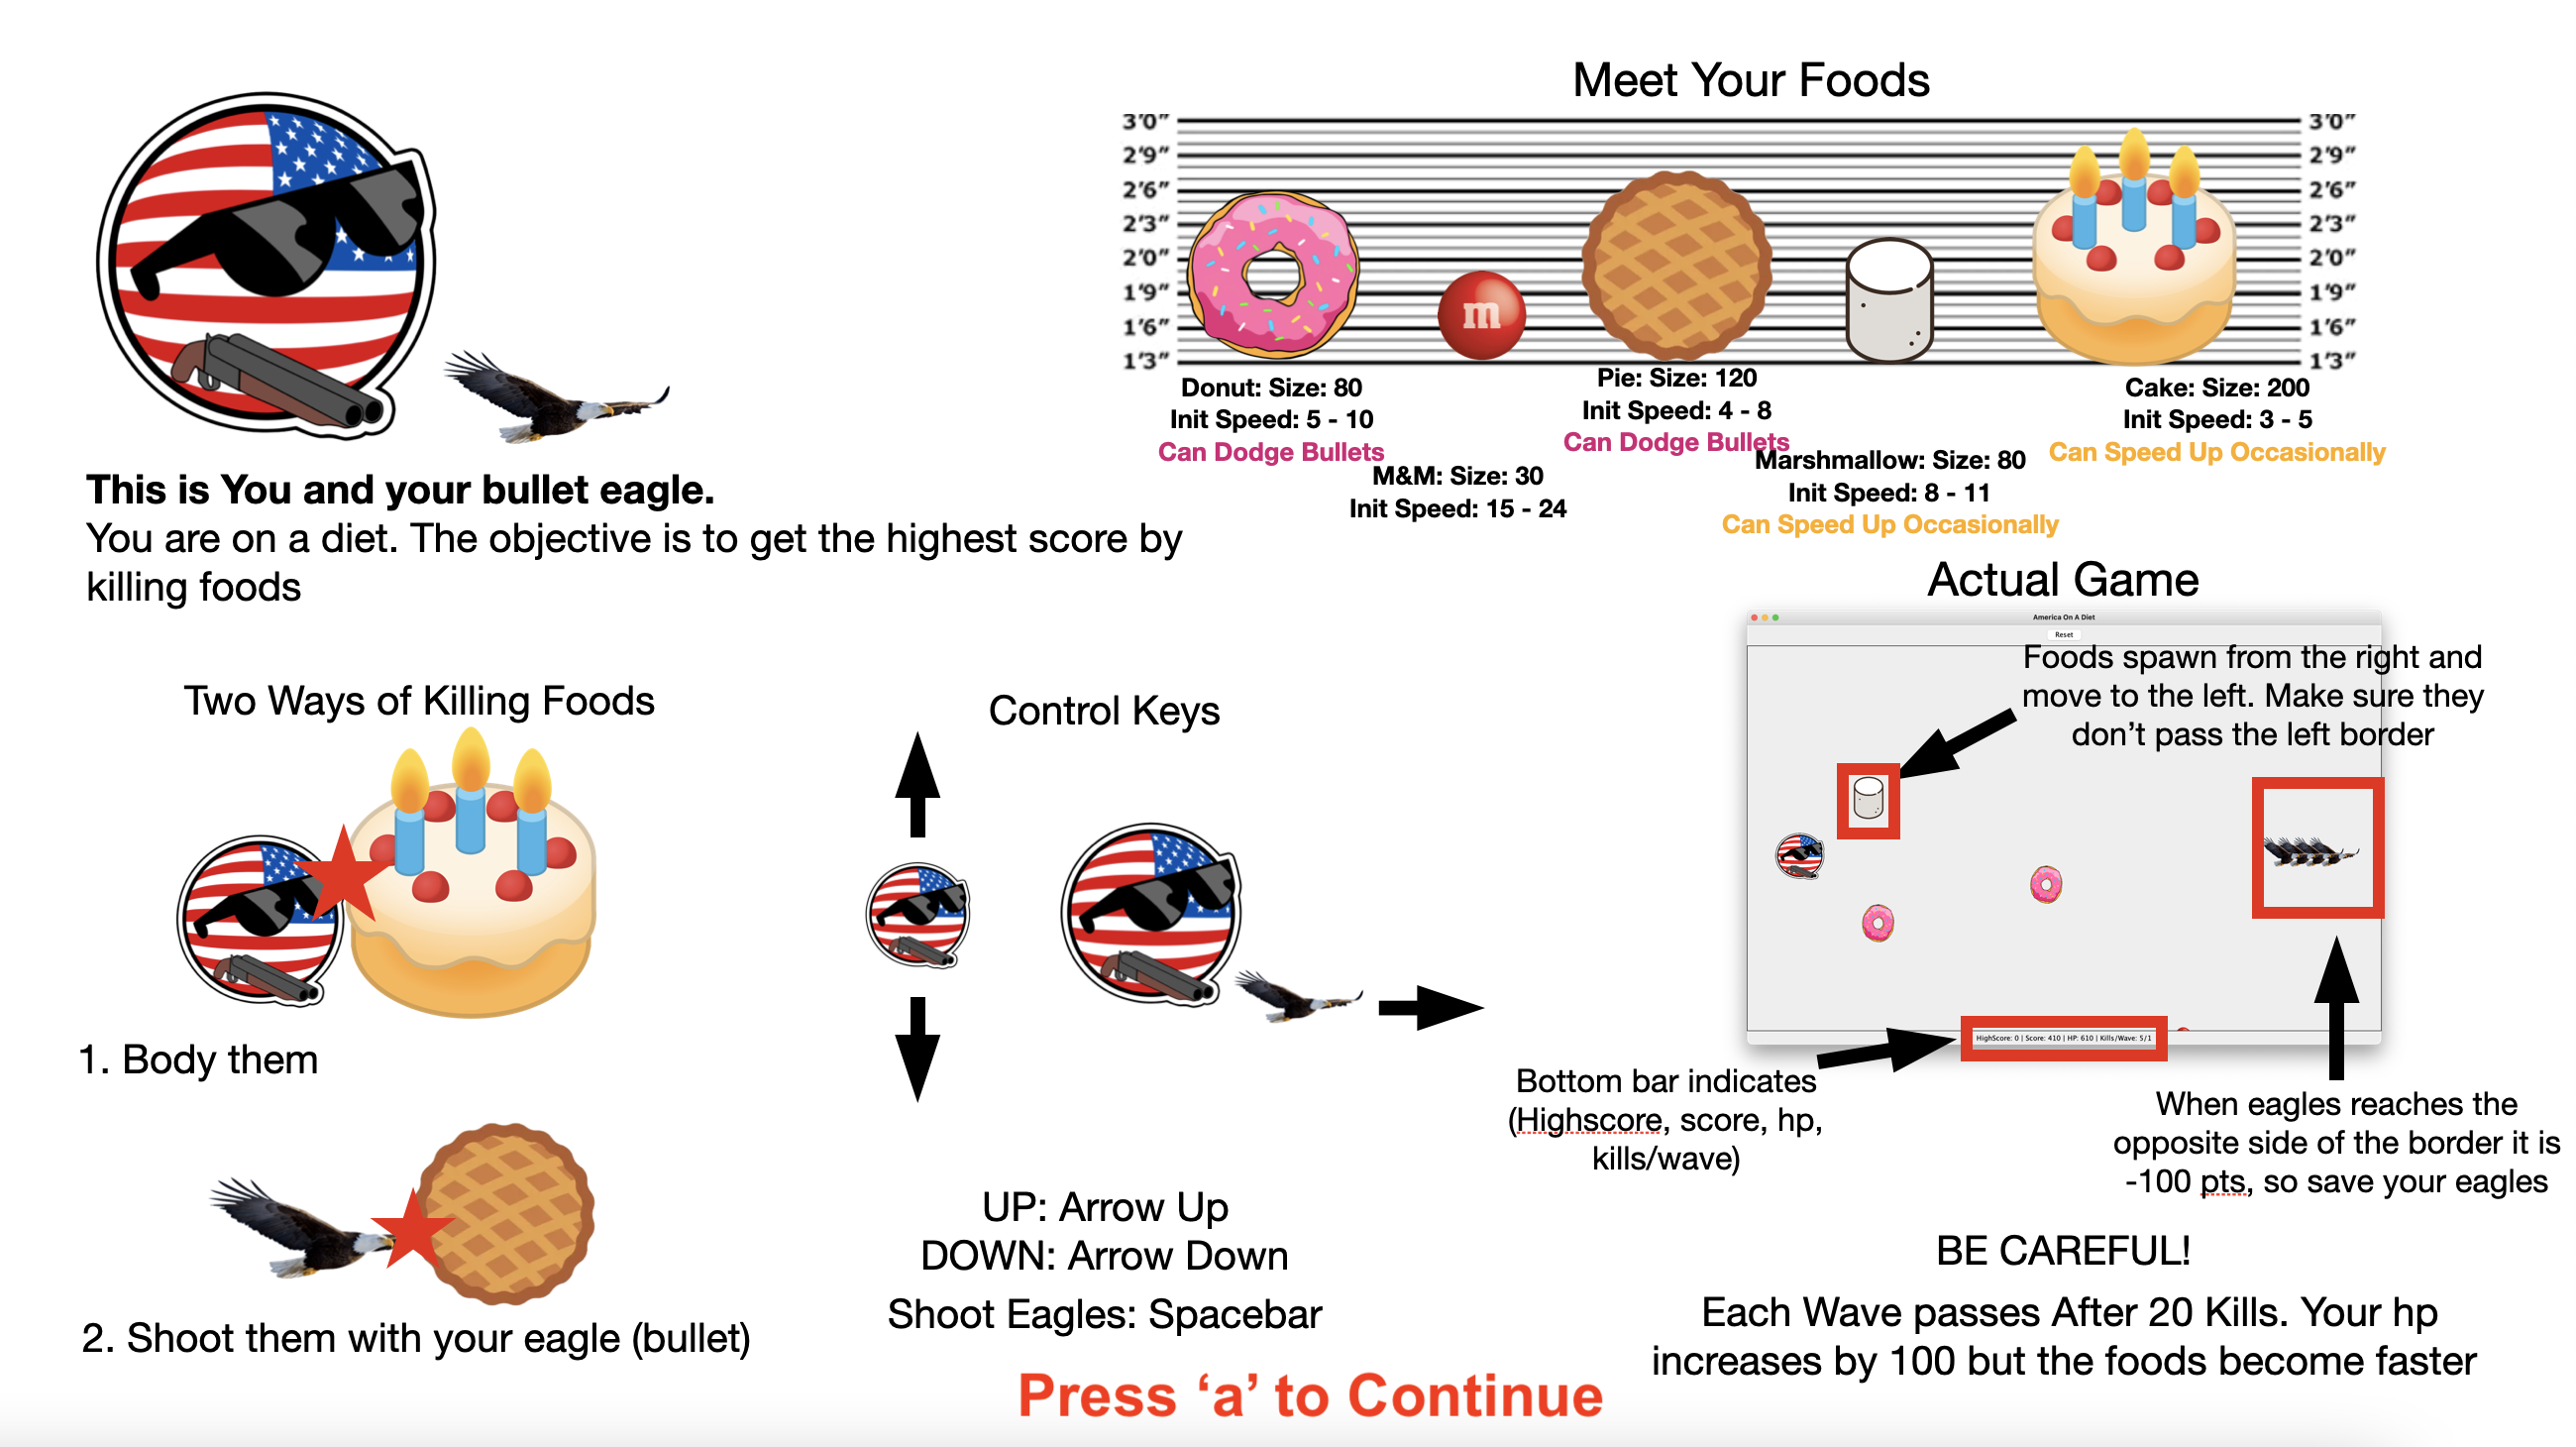 Meet Your Foods
3'0" 3'0"
2'9" 2'9"
2'6" 2'6"
2'3" 2'3"
2'0" 2'0"
1'9" 1'9"
1'6" 1'6"
1'3" 1'3"
m
Donut: Size: 80
Init Speed: 5 - 10
Can Dodge Bullets
M&M: Size: 30
Init Speed: 15 - 24
Pie: Size: 120
Init Speed: 4 - 8
Can Dodge Bullets
Marshmallow: Size: 80
Init Speed: 8 - 11
Can Speed Up Occasionally
Cake: Size: 200
Init Speed: 3 - 5
Can Speed Up Occasionally
This is You and your bullet eagle.
You are on a diet. The objective is to get the highest score by
killing foods
Two Ways of Killing Foods
1. Body them
2. Shoot them with your eagle (bullet)
Control Keys
UP: Arrow Up
DOWN: Arrow Down
Shoot Eagles: Spacebar
Actual Game
America On A Diet
Reset
Foods spawn from the right and
move to the left. Make sure they
don’t pass the left border
HighScore: 0 | Score: 410 | HP: 610 | Kills/Wave: 5/1
Bottom bar indicates
(Highscore, score, hp,
kills/wave)
When eagles reaches the
opposite side of the border it is
-100 pts, so save your eagles
BE CAREFUL!
Each Wave passes After 20 Kills. Your hp
increases by 100 but the foods become faster
Press ‘a’ to Continue